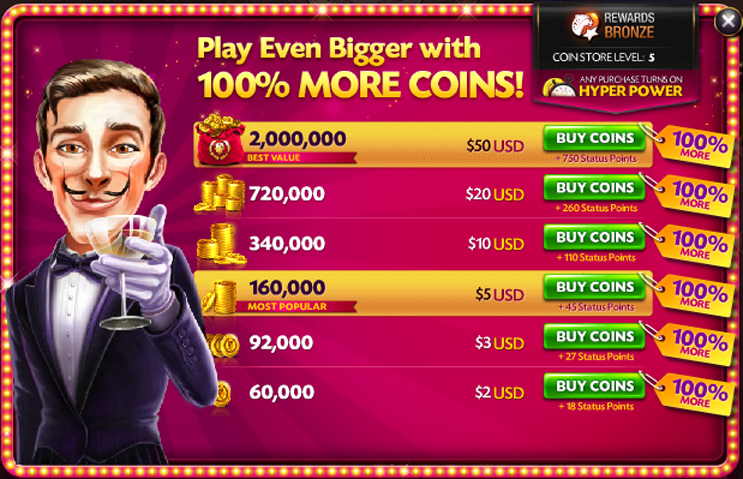 REWARDS
BRONZE
COIN STORE LEVEL: 5
ANY PURCHASE TURNS ON
HYPER POWER
Play Even Bigger with
100% MORE COINS!
2,000,000
BEST VALUE
$50 USD
BUY COINS
+ 750 Status Points
100%
MORE
720,000
$20 USD
BUY COINS
+ 260 Status Points
100%
MORE
340,000
$10 USD
BUY COINS
+ 110 Status Points
100%
MORE
160,000
MOST POPULAR
$5 USD
BUY COINS
+ 45 Status Points
100%
MORE
92,000
$3 USD
BUY COINS
+ 27 Status Points
100%
MORE
60,000
$2 USD
BUY COINS
+ 18 Status Points
100%
MORE